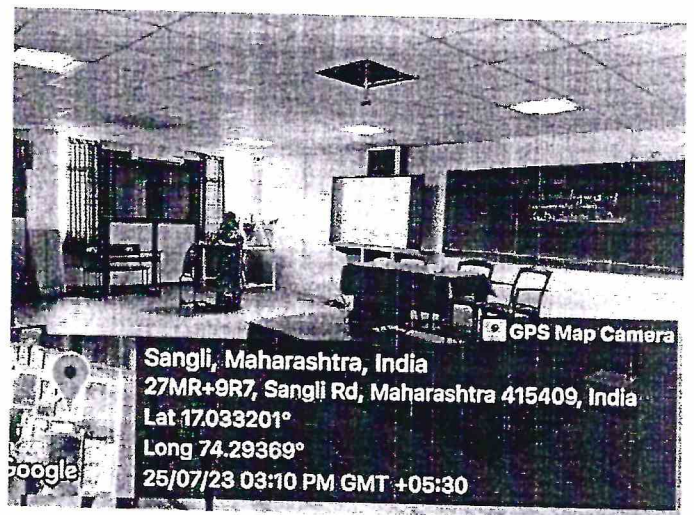 GPS Map Camera
Sangli, Maharashtra, India
27MR+9R7, Sangli Rd, Maharashtra 415409, India
Lat 17.033201°
Long 74.29369°
25/07/23 03:10 PM GMT +05:30
Google